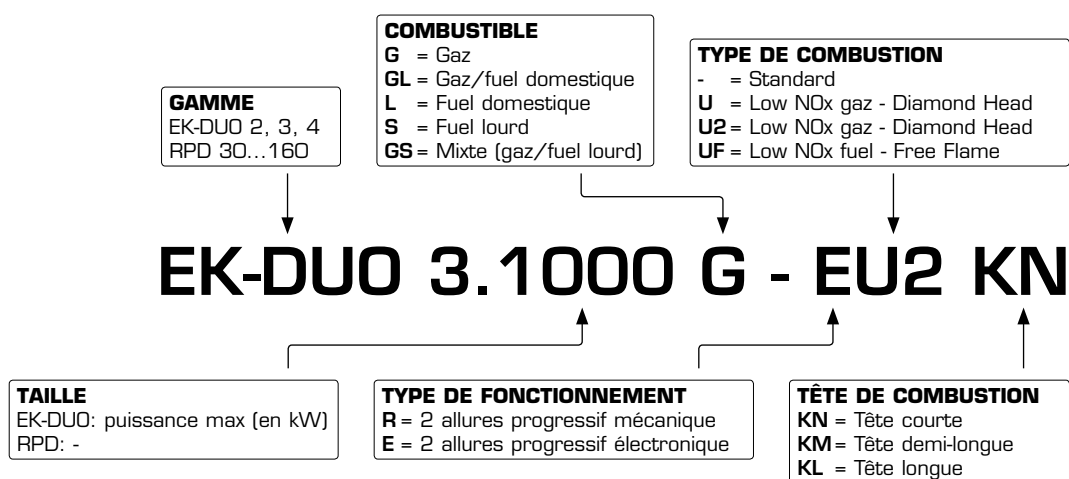 COMBUSTIBLE
G = Gaz
GL = Gaz/fuel domestique
L = Fuel domestique
S = Fuel lourd
GS = Mixte (gaz/fuel lourd)
TYPE DE COMBUSTION
- = Standard
U = Low NOx gaz - Diamond Head
U2 = Low NOx gaz - Diamond Head
UF = Low NOx fuel - Free Flame
GAMME
EK-DUO 2, 3, 4
RPD 30...160
EK-DUO 3.1000 G - EU2 KN
TAILLE
EK-DUO: puissance max (en kW)
RPD: -
TYPE DE FONCTIONNEMENT
R = 2 allures progressif mécanique
E = 2 allures progressif électronique
TÊTE DE COMBUSTION
KN = Tête courte
KM = Tête demi-longue
KL = Tête longue